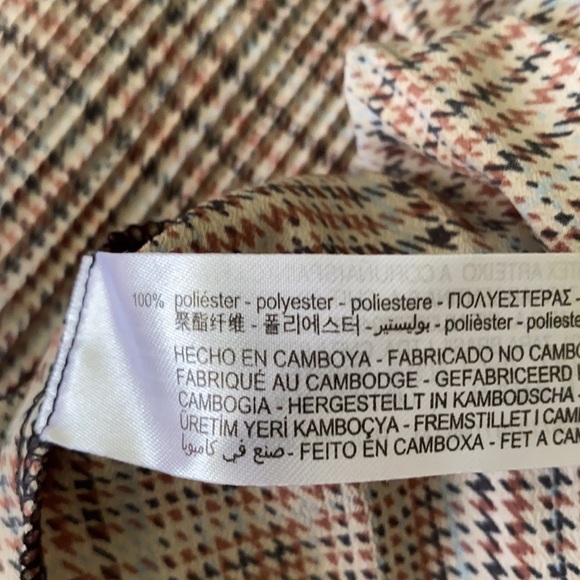 100% poliéster - polyester - poliestere - ΠΟΛΥΕΣΤΕΡΑΣ -
聚酯纤维 - 폴리에스터 - بوليستير - polièster - polieste
HECHO EN CAMBOYA - FABRICADO NO CAMBO
FABRIQUÉ AU CAMBODGE - GEFABRICEERD
CAMBOGIA - HERGESTELLT IN KAMBODSCHA -
ÜRETİM YERİ KAMBOÇYA - FREMSTILLET I CAM
صنع في كامبوديا - FEITO EN CAMBOXA - FET A CAM